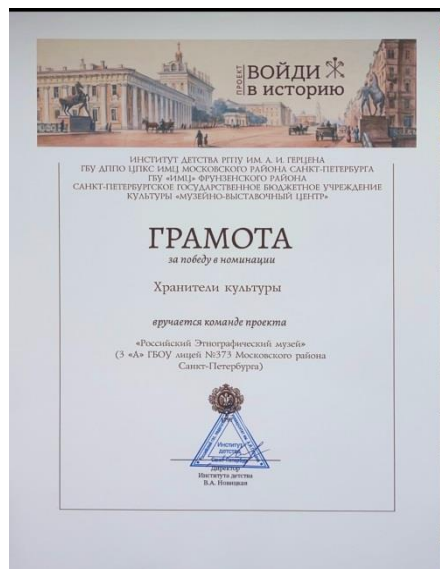 ПРОЕКТ
ВОЙДИ
в историю
ИНСТИТУТ ДЕТСТВА РГПУ ИМ. А. И. ГЕРЦЕНА
ГБУ ДППО ЦПКС ИМЦ МОСКОВСКОГО РАЙОНА САНКТ-ПЕТЕРБУРГА
ГБУ «ИМЦ» ФРУНЗЕНСКОГО РАЙОНА
САНКТ-ПЕТЕРБУРГСКОЕ ГОСУДАРСТВЕННОЕ БЮДЖЕТНОЕ УЧРЕЖДЕНИЕ
КУЛЬТУРЫ «МУЗЕЙНО-ВЫСТАВОЧНЫЙ ЦЕНТР»
ГРАМОТА
за победу в номинации
Хранители культуры
вручается команде проекта
«Российский Этнографический музей»
(3 «А» ГБОУ лицей №373 Московского района
Санкт-Петербурга)
Институт
детства
Директор
Института детства
В.А. Новицкая